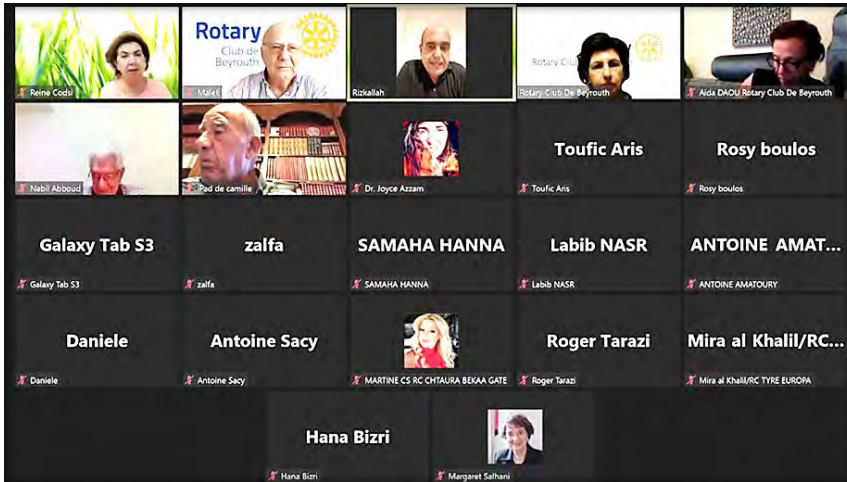 Rotary
Club de
Beyrouth
Rotary Clu
Reine Codsi
Malek
Rizkallah
Rotary Club De Beyrouth
Aida DAOU Rotary Club De Beyrouth
Nabil Abboud
iPad de camille
Dr. Joyce Azzam
Toufic Aris
Toufic Aris
Rosy boulos
Rosy boulos
Galaxy Tab S3
Galaxy Tab S3
zalfa
zalfa
SAMAHA HANNA
SAMAHA HANNA
Labib NASR
Labib NASR
ANTOINE AMAT...
ANTOINE AMATOURY
Daniele
Daniele
Antoine Sacy
Antoine Sacy
MARTINE CS RC CHTAURA BEKAA GATE
Roger Tarazi
Roger Tarazi
Mira al Khalil/RC...
Mira al Khalil/RC TYRE EUROPA
Hana Bizri
Hana Bizri
Margaret Salhani